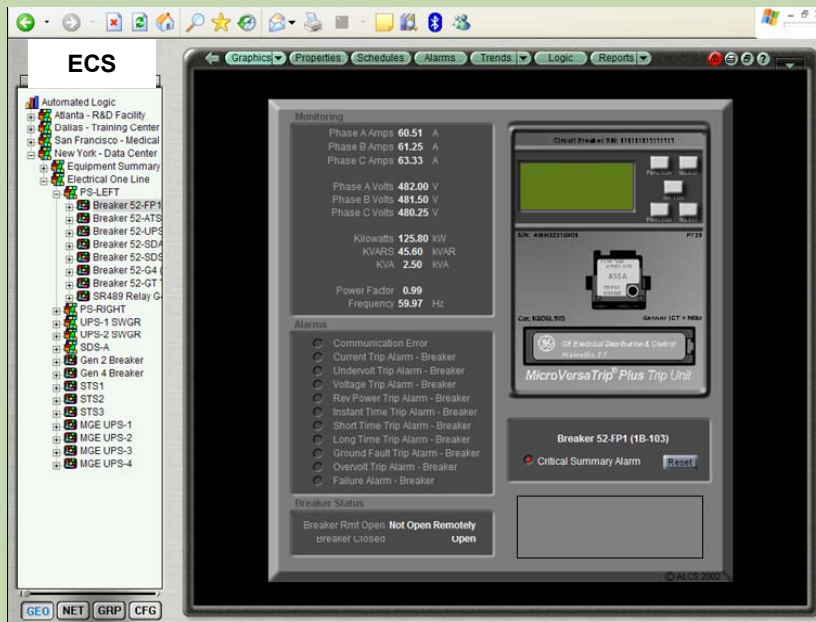 ECS
Graphics Properties Schedules Alarms Trends Logic Reports
Automated Logic
Atlanta - R&D Facility
Dallas - Training Center
San Francisco - Medical
New York - Data Center
Equipment Summary
Electrical One Line
PS-LEFT
Breaker 52-FP1
Breaker 52-ATS
Breaker 52-UPS
Breaker 52-SDA
Breaker 52-SDS
Breaker 52-G4 (
Breaker 52-GT T
SR489 Relay G4
PS-RIGHT
UPS-1 SWGR
UPS-2 SWGR
SDS-A
Gen 2 Breaker
Gen 4 Breaker
STS1
STS2
STS3
MGE UPS-1
MGE UPS-2
MGE UPS-3
MGE UPS-4
GEO NET GRP CFG
Monitoring
Phase A Amps 60.51 A
Phase B Amps 61.25 A
Phase C Amps 63.33 A
Phase A Volts 482.00 V
Phase B Volts 481.50 V
Phase C Volts 480.25 V
Kilowatts 125.80 kW
KVARS 45.60 kVAR
KVA 2.50 kVA
Power Factor 0.99
Frequency 59.97 Hz
Alarms
Communication Error
Current Trip Alarm - Breaker
Undervolt Trip Alarm - Breaker
Voltage Trip Alarm - Breaker
Rev Power Trip Alarm - Breaker
Instant Time Trip Alarm - Breaker
Short Time Trip Alarm - Breaker
Long Time Trip Alarm - Breaker
Ground Fault Trip Alarm - Breaker
Overvolt Trip Alarm - Breaker
Failure Alarm - Breaker
Breaker Status
Breaker Rmt Open Not Open Remotely
Breaker Closed Open
Circuit Breaker S/N:
P725
GE Electrical Distribution & Control
Plainville, CT
MicroVersaTrip® Plus Trip Unit
Breaker 52-FP1 (1B-103)
Critical Summary Alarm Reset
© ALCS 2002